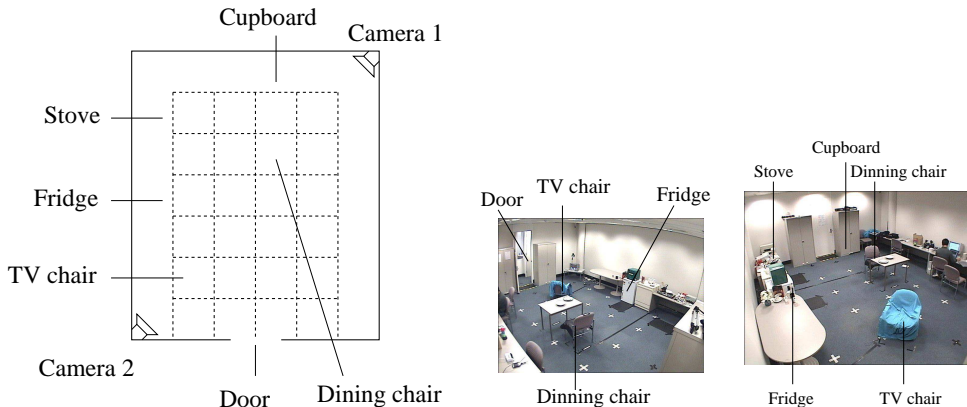 Cupboard
Camera 1
Stove
Fridge
TV chair
Camera 2
Door
Dining chair
Door
TV chair
Fridge
Dinning chair
Cupboard
Stove
Dinning chair
Fridge
TV chair